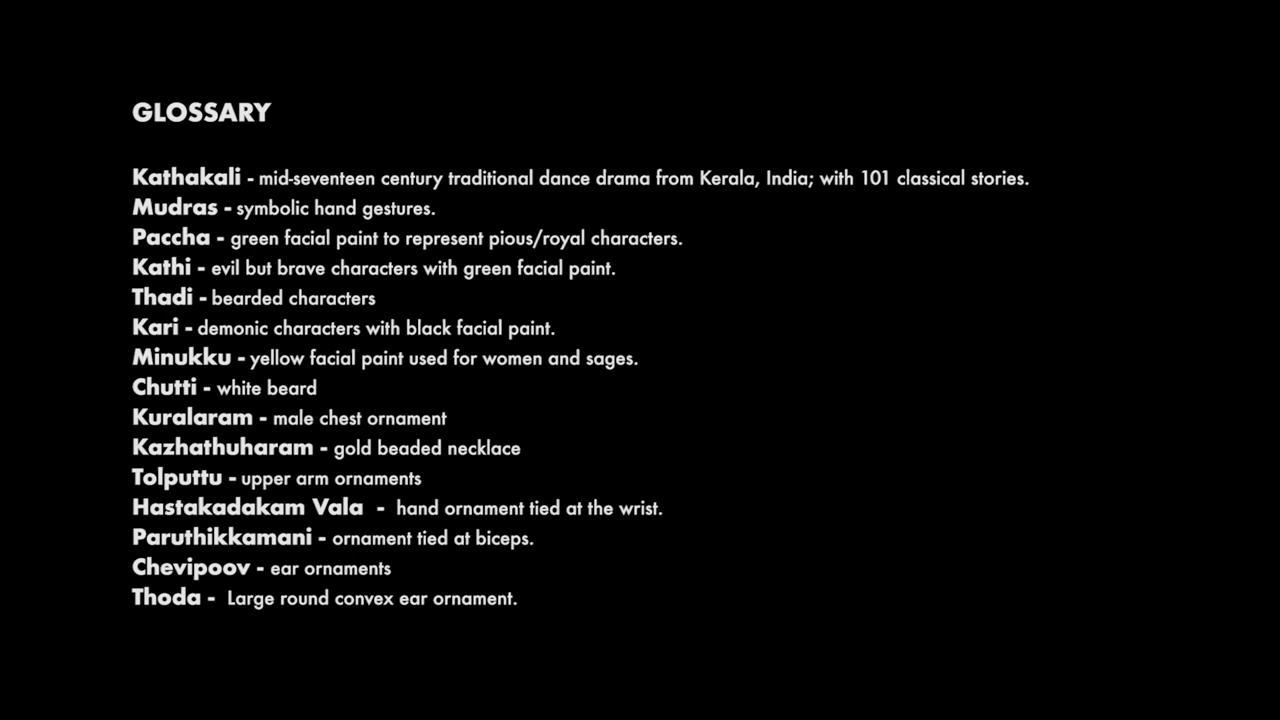 GLOSSARY
Kathakali - mid-seventeen century traditional dance drama from Kerala, India; with 101 classical stories.
Mudras - symbolic hand gestures.
Paccha - green facial paint to represent pious/royal characters.
Kathi - evil but brave characters with green facial paint.
Thadi - bearded characters
Kari - demonic characters with black facial paint.
Minukku - yellow facial paint used for women and sages.
Chutti - white beard
Kuralaram - male chest ornament
Kazhathuharam - gold beaded necklace
Tolputtu - upper arm ornaments
Hastakadakam Vala - hand ornament tied at the wrist.
Paruthikkamani - ornament tied at biceps.
Chevipoov - ear ornaments
Thoda - Large round convex ear ornament.